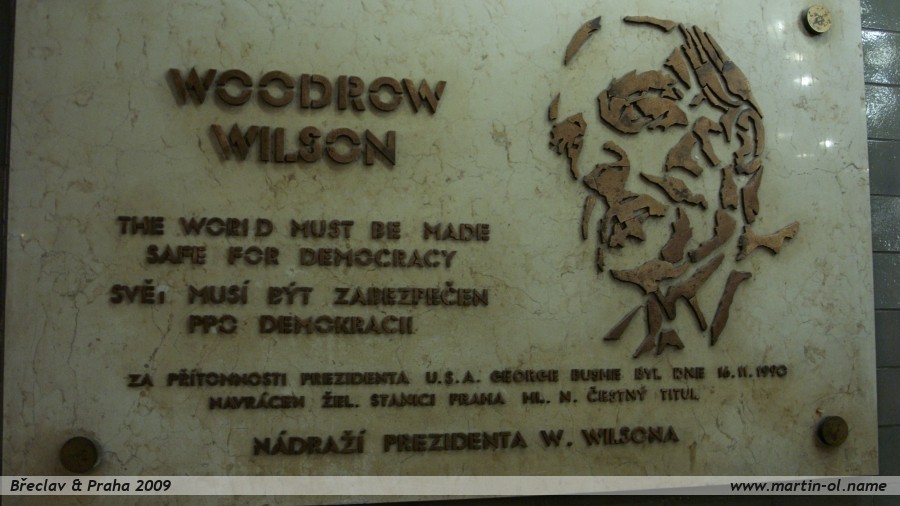 WOODROW
WILSON
THE WORLD MUST BE MADE
SAFE FOR DEMOCRACY
SVĚT MUSÍ BÝT ZABEZPEČEN
PRO DEMOKRACII
ZA PŘÍTOMNOSTI PREZIDENTA U.S.A. GEORGE BUSHE BYL DNE 16.11.1990
NAVRÁCEN ŽEL. STANICI PRAHA HL. N. ČESTNÝ TITUL
NÁDRAŽÍ PREZIDENTA W. WILSONA
Břeclav & Praha 2009
www.martin-ol.name